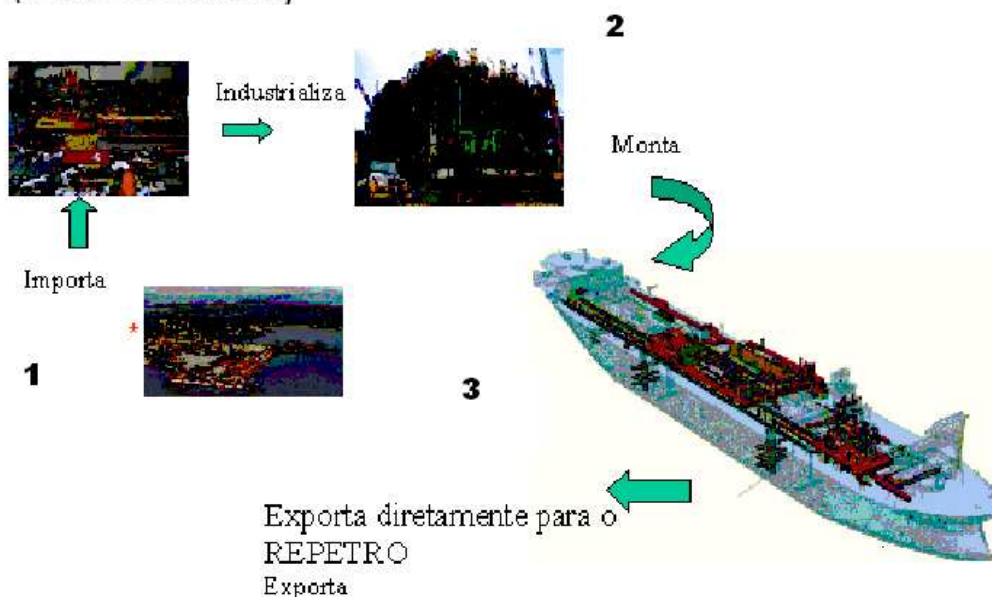 2
Industrializa
Monta
Importa
*
1
3
Exporta diretamente para o
REPETRO
Exporta